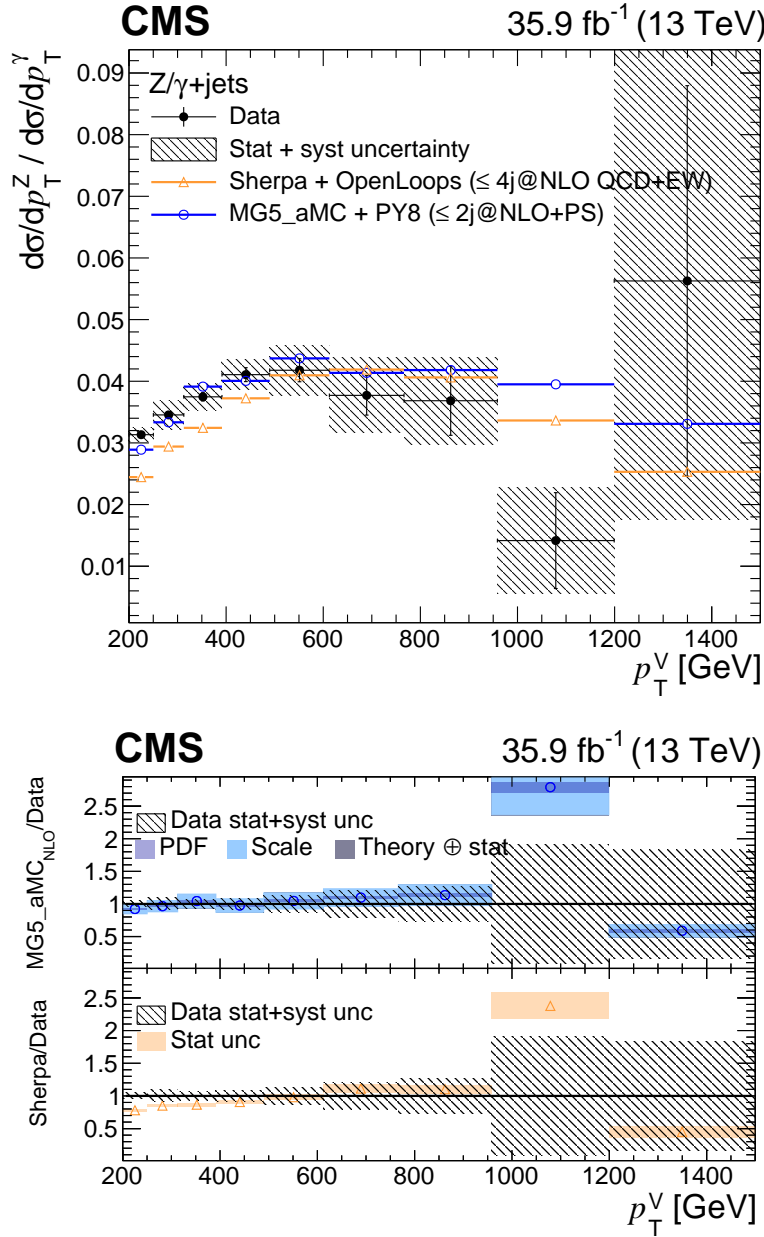 CMS 35.9 fb⁻¹ (13 TeV)
dσ/dp_T^Z / dσ/dp_T^γ
0.09
0.08
0.07
0.06
0.05
0.04
0.03
0.02
0.01
Z/γ+jets
Data
Stat + syst uncertainty
Sherpa + OpenLoops (≤ 4j@NLO QCD+EW)
MG5_aMC + PY8 (≤ 2j@NLO+PS)
200 400 600 800 1000 1200 1400
p_T^V [GeV]
CMS 35.9 fb⁻¹ (13 TeV)
MG5_aMC_NLO/Data
2.5
2
1.5
1
0.5
Data stat+syst unc
PDF Scale Theory ⊕ stat
Sherpa/Data
2.5
2
1.5
1
0.5
Data stat+syst unc
Stat unc
200 400 600 800 1000 1200 1400
p_T^V [GeV]